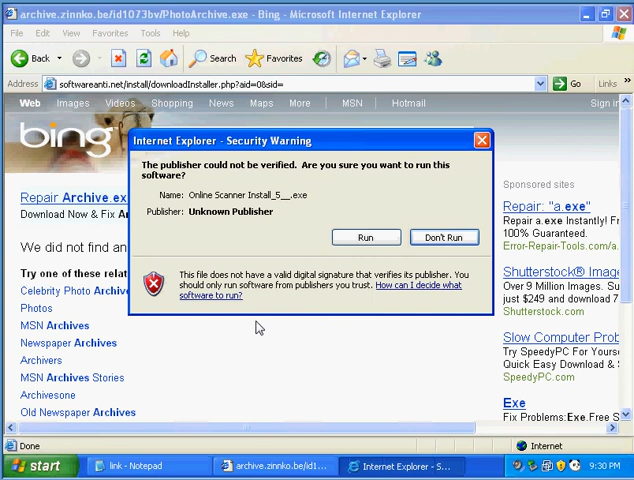 archive.zinnko.be/id1073bv/PhotoArchive.exe - Bing - Microsoft Internet Explorer
File Edit View Favorites Tools Help
Back Search Favorites
Address softwareanti.net/install/downloadInstaller.php?aid=0&sid= Go Links »
Web Images Videos Shopping News Maps More MSN Hotmail Sign in
bing
Internet Explorer - Security Warning
The publisher could not be verified. Are you sure you want to run this
software?
Name: Online Scanner Install_5__.exe
Publisher: Unknown Publisher
Run Don't Run
This file does not have a valid digital signature that verifies its publisher. You
should only run software from publishers you trust. How can I decide what
software to run?
Repair Archive.ex
Download Now & Fix Ar
We did not find an
Try one of these relat
Celebrity Photo Archive
Photos
MSN Archives
Newspaper Archives
Archivers
MSN Archives Stories
Archivesone
Old Newspaper Archives
Sponsored sites
Repair: "a.exe"
Repair a.exe Instantly! F
100% Guaranteed.
Error-Repair-Tools.com/a.
Shutterstock® Image
Over 9 Million Images. Su
just $249 and download 7
Shutterstock.com
Slow Computer Prob
Try SpeedyPC For Yourse
Quick Easy Download & S
SpeedyPC.com
Exe
Fix Problems:Exe.Free S
Done Internet
start link - Notepad archive.zinnko.be/id1... Internet Explorer - S... 9:30 PM